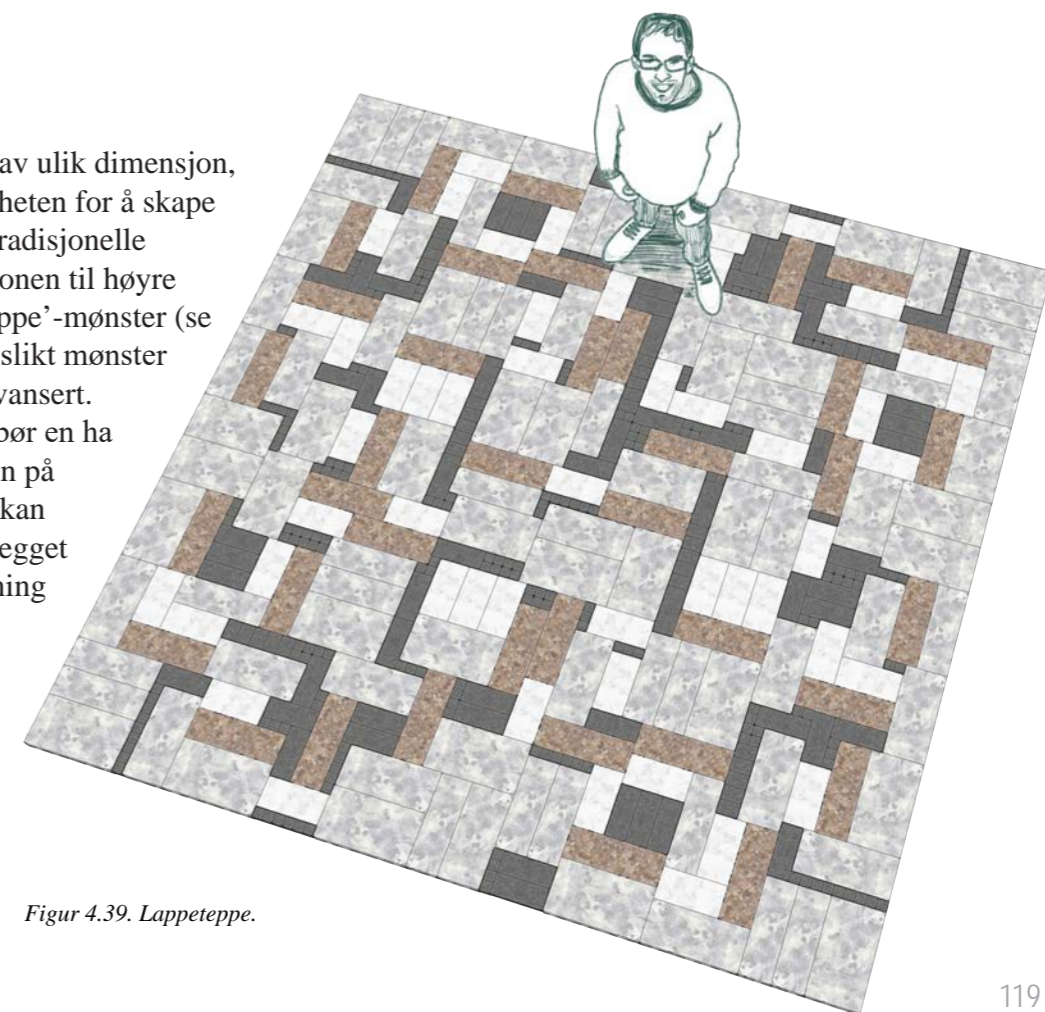 av ulik dimensjon,
heten for å skape
radisjonelle
onen til høyre
ppe’-mønster (se
slikt mønster
vansert.
bør en ha
n på
kan
egget
ning
Figur 4.39. Lappeteppe.
119